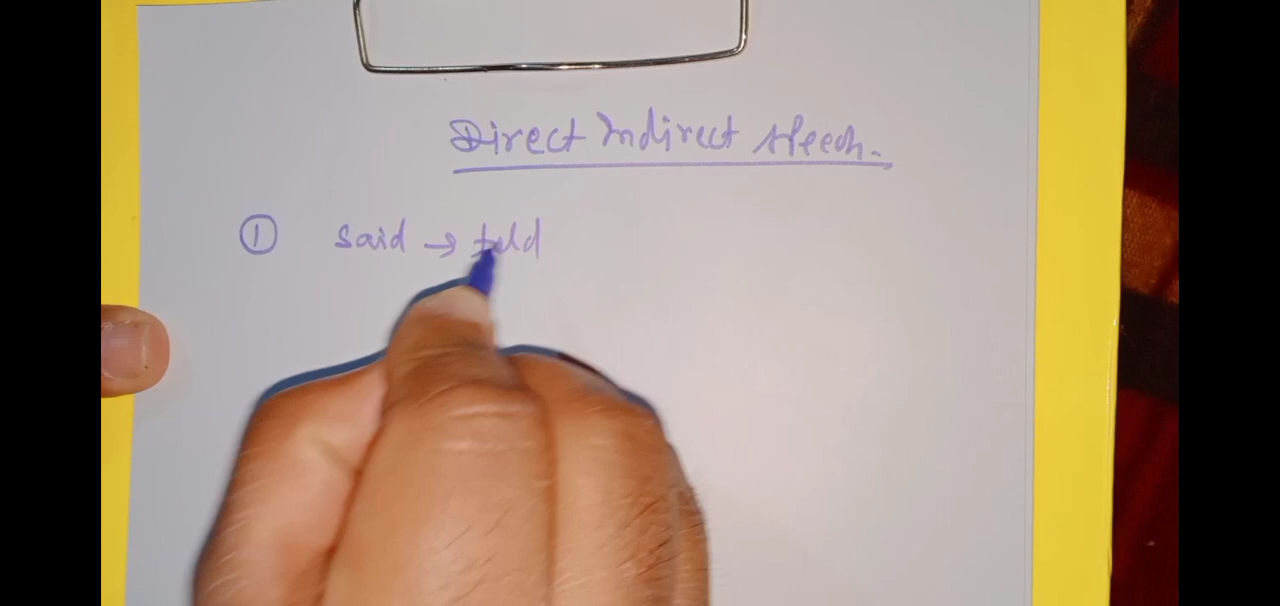 Direct Indirect Speech.
① said → told